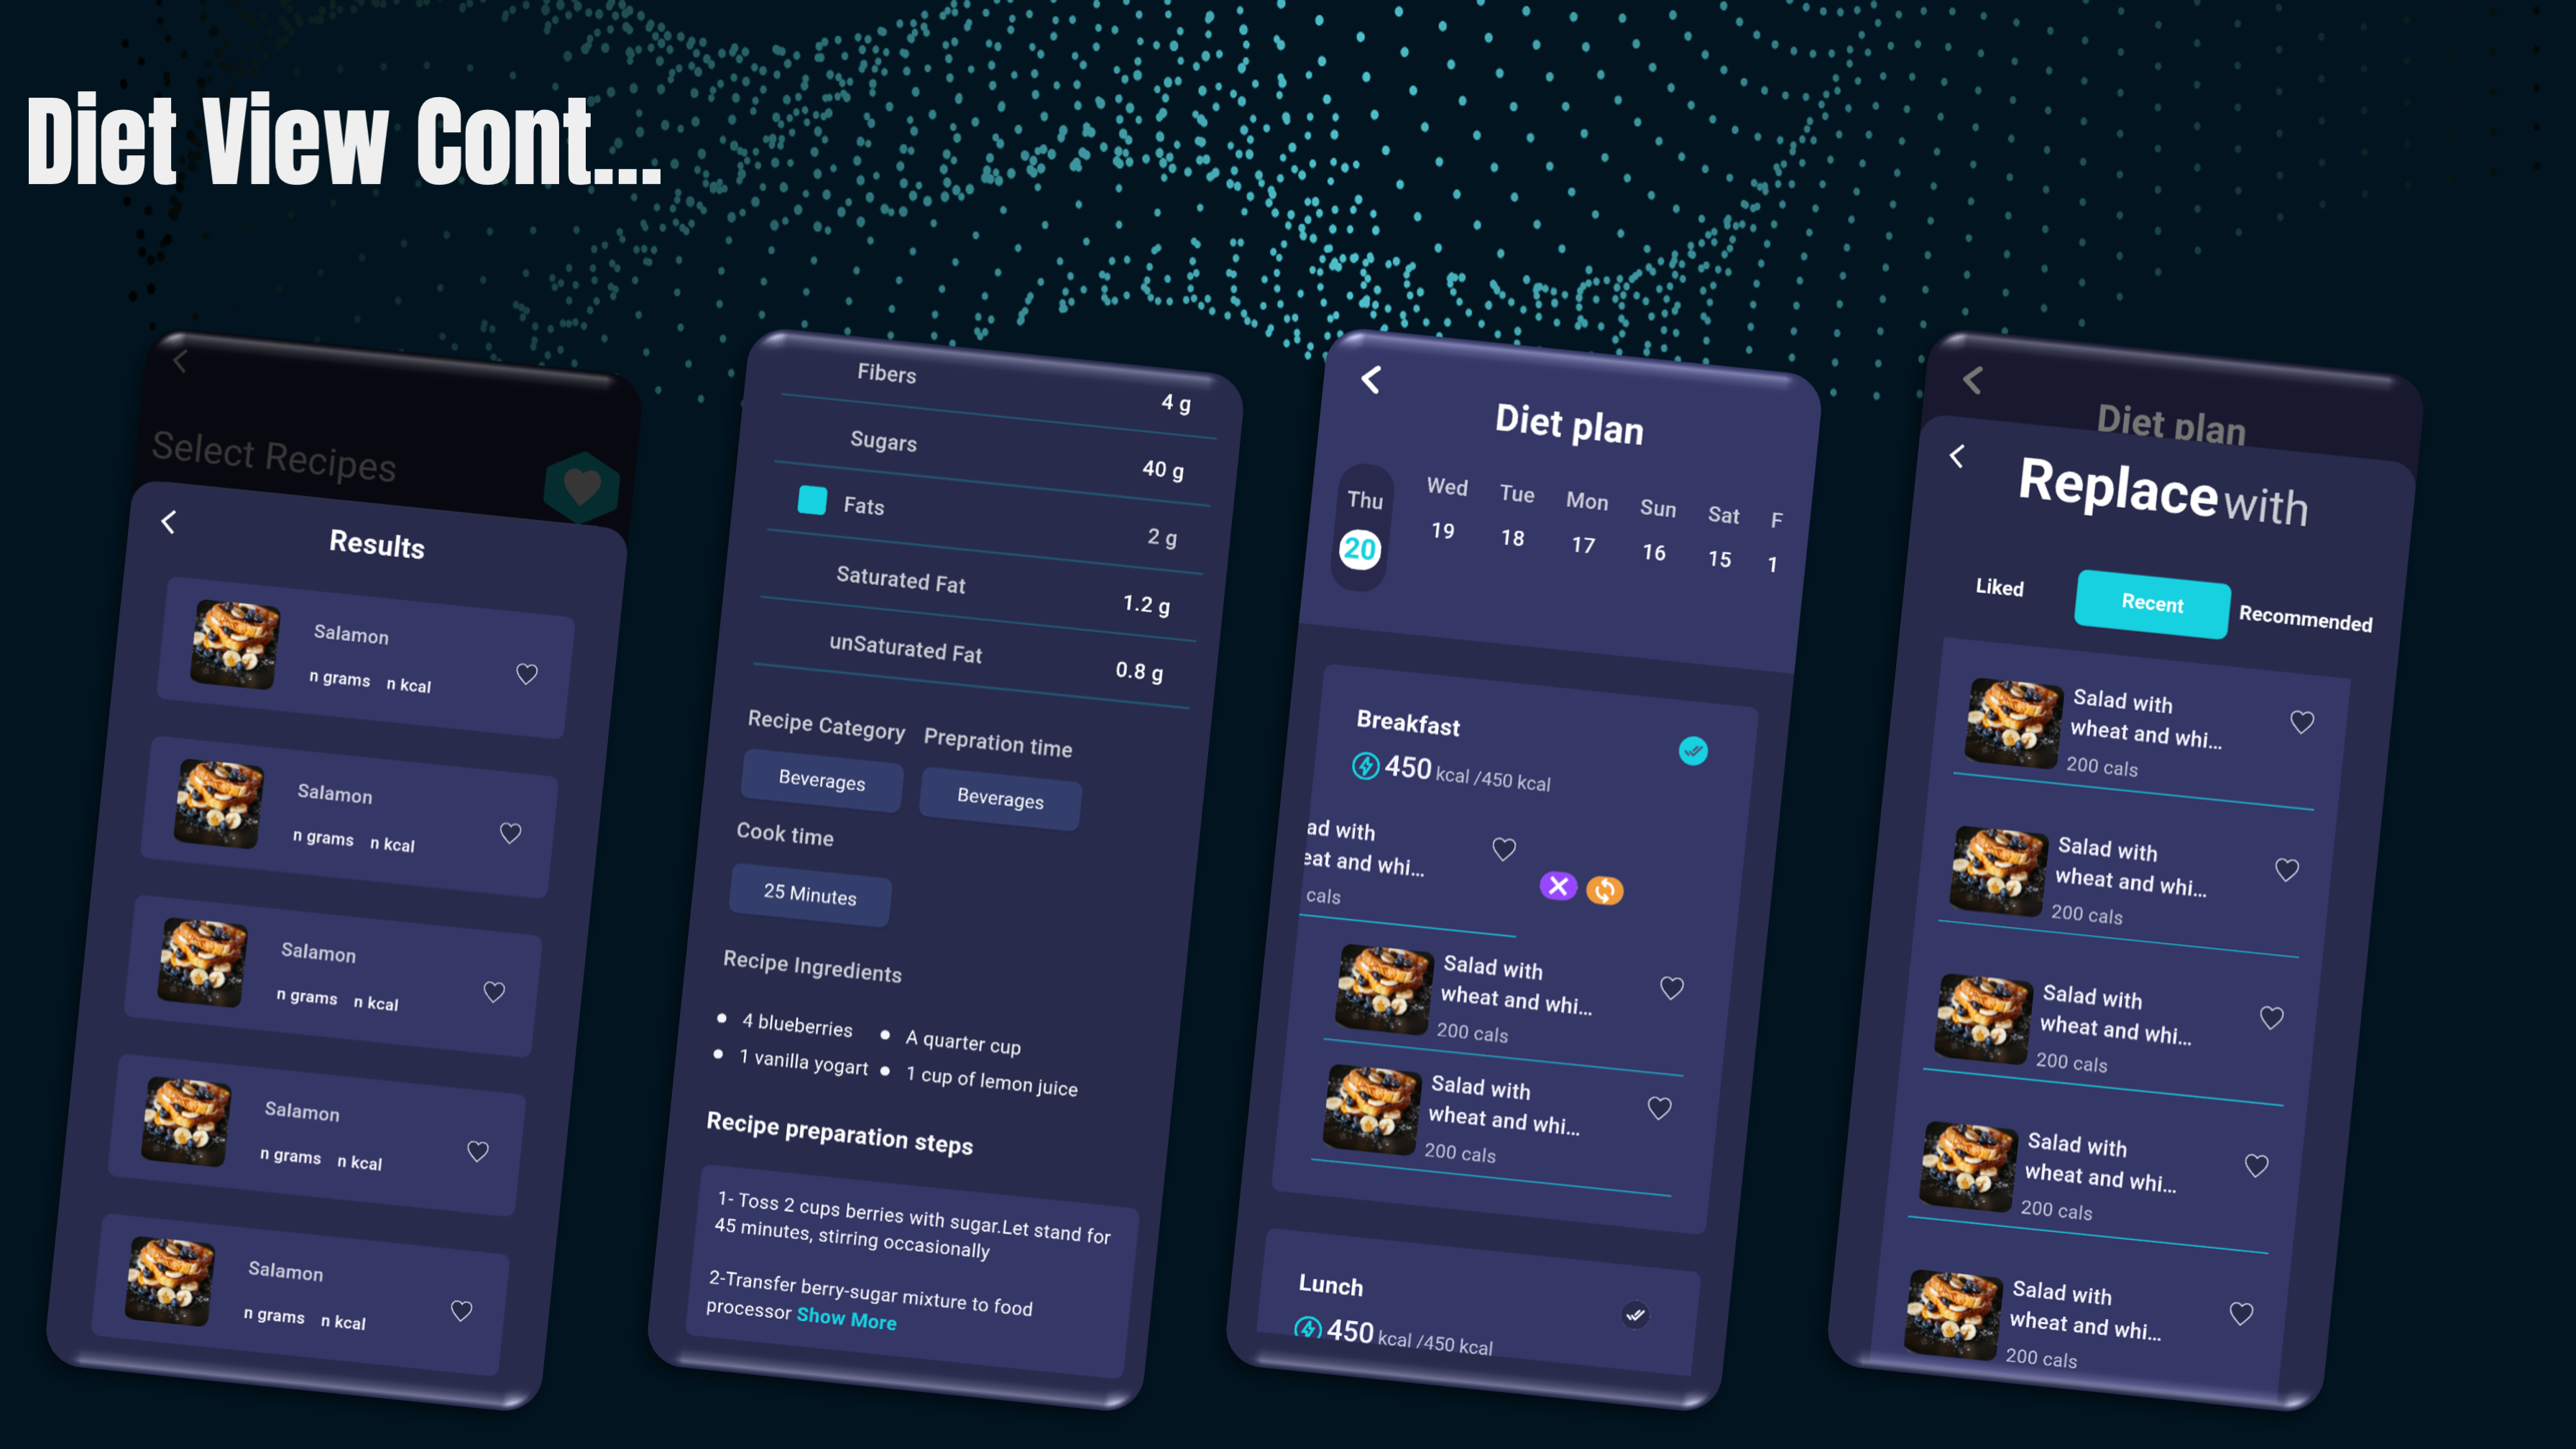 Diet View Cont...
Select Recipes
Results
Salamon
n grams n kcal
Salamon
n grams n kcal
Salamon
n grams n kcal
Salamon
n grams n kcal
Salamon
n grams n kcal
Fibers 4 g
Sugars 40 g
Fats 2 g
Saturated Fat 1.2 g
unSaturated Fat 0.8 g
Recipe Category Prepration time
Beverages Beverages
Cook time
25 Minutes
Recipe Ingredients
4 blueberries A quarter cup
1 vanilla yogart 1 cup of lemon juice
Recipe preparation steps
1- Toss 2 cups berries with sugar.Let stand for
45 minutes, stirring occasionally
2-Transfer berry-sugar mixture to food
processor Show More
Diet plan
Thu Wed Tue Mon Sun Sat F
20 19 18 17 16 15 1
Breakfast
450 kcal /450 kcal
ad with
eat and whi...
cals
Salad with
wheat and whi...
200 cals
Salad with
wheat and whi...
200 cals
Lunch
450 kcal /450 kcal
Diet plan
Replace with
Liked Recent Recommended
Salad with
wheat and whi...
200 cals
Salad with
wheat and whi...
200 cals
Salad with
wheat and whi...
200 cals
Salad with
wheat and whi...
200 cals
Salad with
wheat and whi...
200 cals